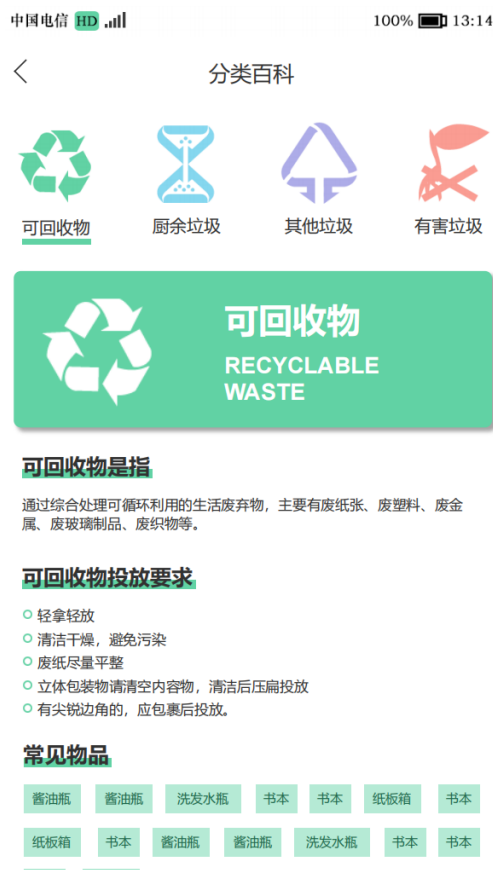 中国电信 HD 100% 13:14
分类百科
可回收物 厨余垃圾 其他垃圾 有害垃圾
可回收物
RECYCLABLE
WASTE
可回收物是指
通过综合处理可循环利用的生活废弃物，主要有废纸张、废塑料、废金
属、废玻璃制品、废织物等。
可回收物投放要求
轻拿轻放
清洁干燥，避免污染
废纸尽量平整
立体包装物请清空内容物，清洁后压扁投放
有尖锐边角的，应包裹后投放。
常见物品
酱油瓶 酱油瓶 洗发水瓶 书本 书本 纸板箱 书本
纸板箱 书本 酱油瓶 酱油瓶 洗发水瓶 书本 书本